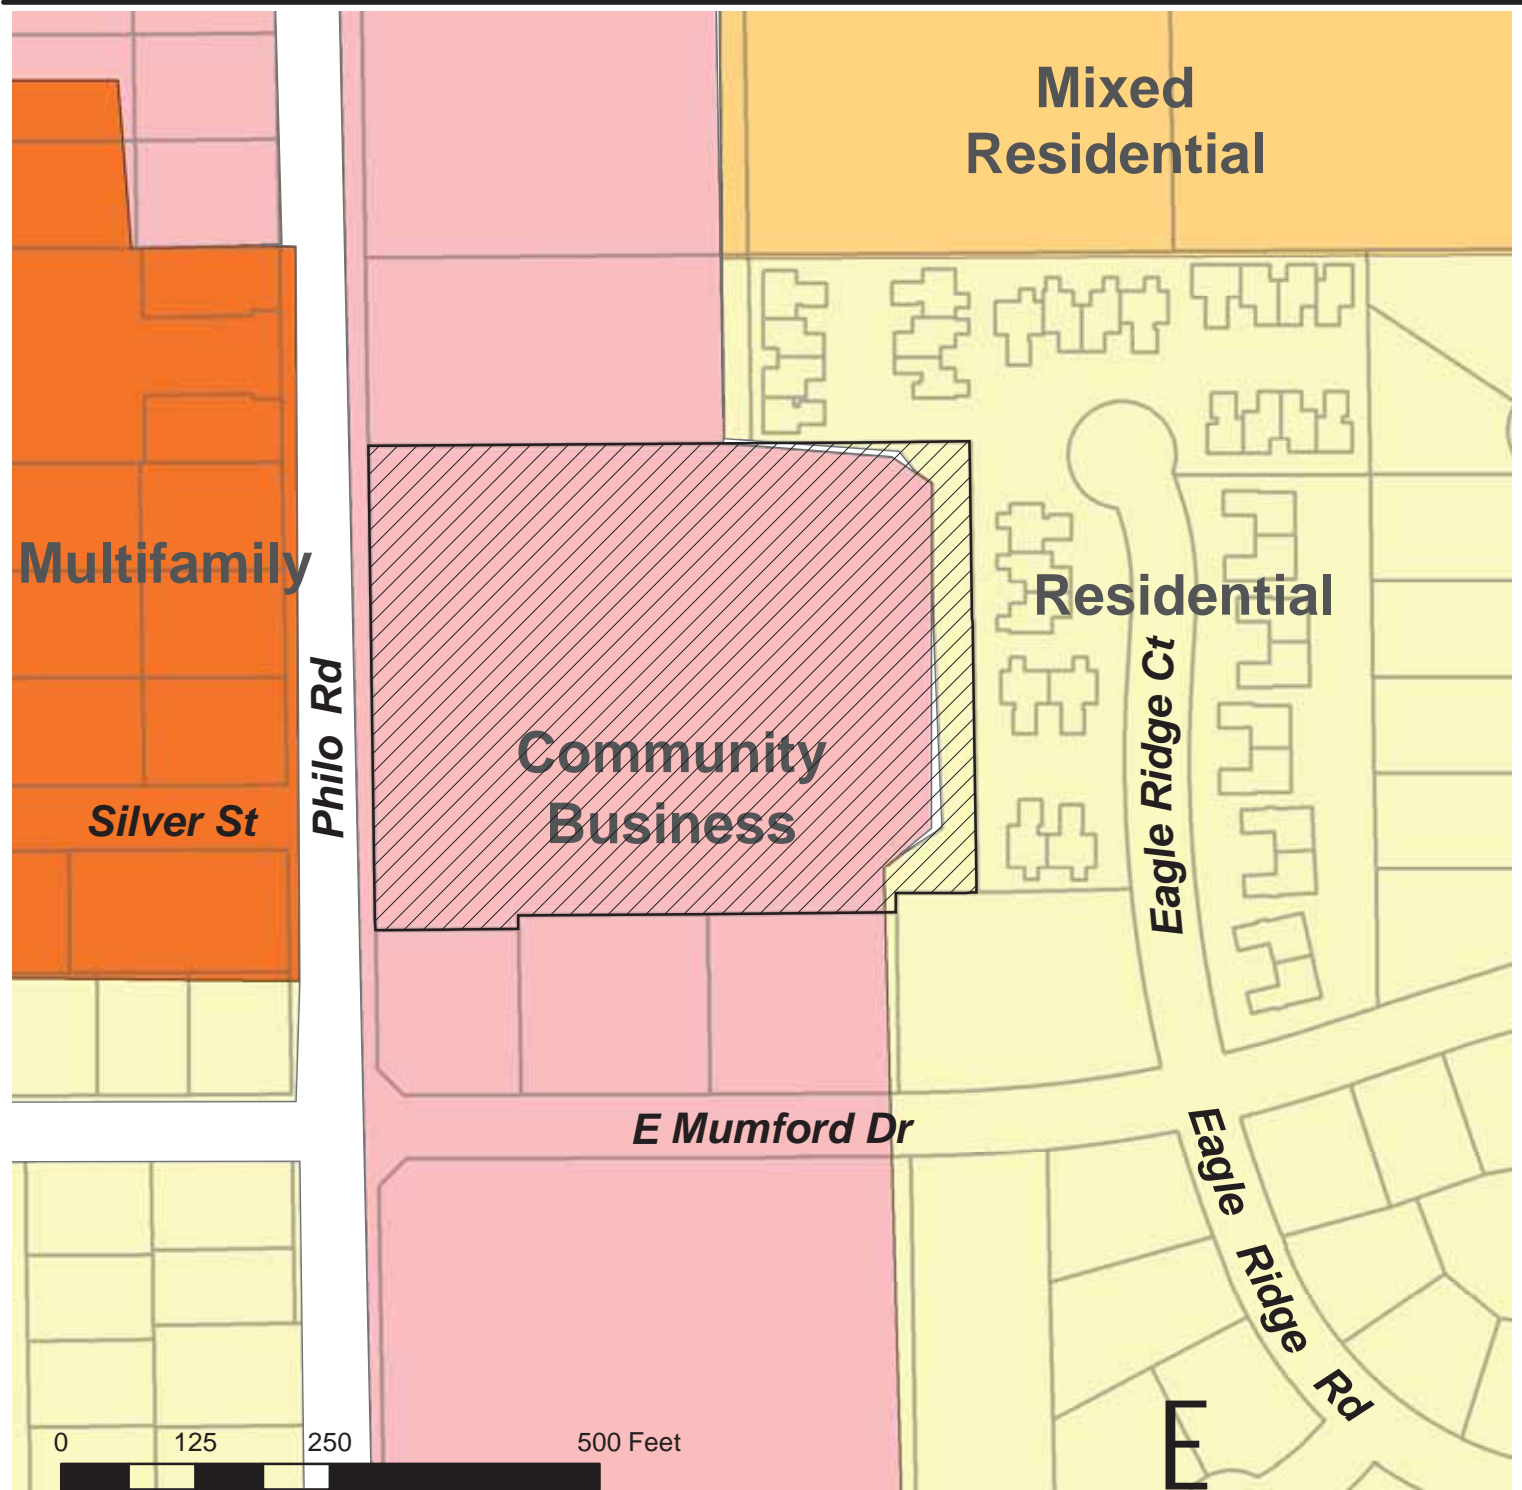 Mixed
Residential
Multifamily
Residential
Philo Rd
Eagle Ridge Ct
Community
Business
Silver St
E Mumford Dr
Eagle Ridge Rd
0 125 250 500 Feet
E